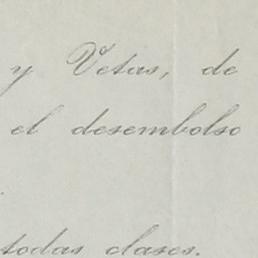 y Vetas, de
el desembolso
todas clases.